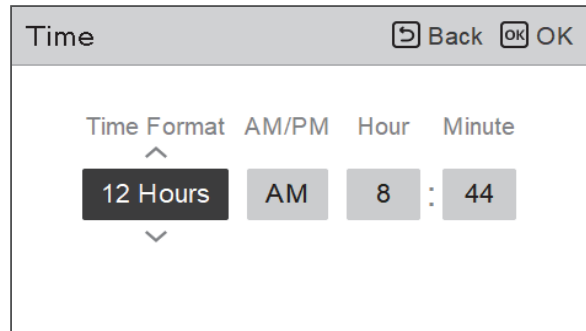 Time Back OK OK
Time Format AM/PM Hour Minute
12 Hours AM 8 : 44